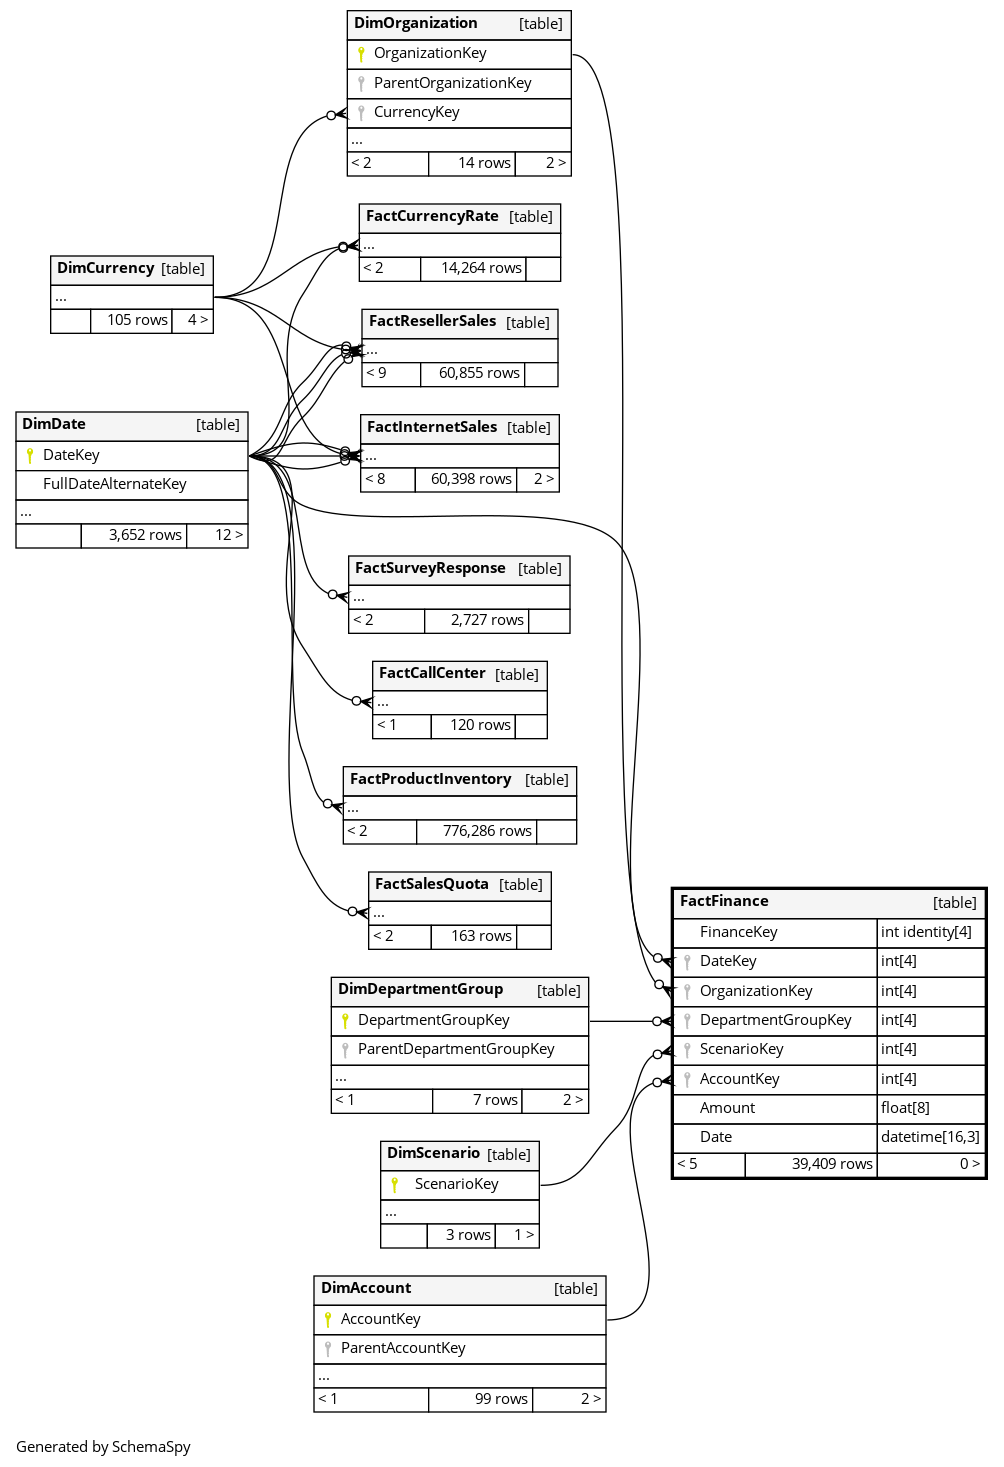 DimOrganization [table]
OrganizationKey
ParentOrganizationKey
CurrencyKey
...
< 2 14 rows 2 >
FactCurrencyRate [table]
...
< 2 14,264 rows
DimCurrency [table]
...
105 rows 4 >
FactResellerSales [table]
...
< 9 60,855 rows
DimDate [table]
DateKey
FullDateAlternateKey
...
3,652 rows 12 >
FactInternetSales [table]
...
< 8 60,398 rows 2 >
FactSurveyResponse [table]
...
< 2 2,727 rows
FactCallCenter [table]
...
< 1 120 rows
FactProductInventory [table]
...
< 2 776,286 rows
FactSalesQuota [table]
...
< 2 163 rows
FactFinance [table]
FinanceKey int identity[4]
DateKey int[4]
OrganizationKey int[4]
DepartmentGroupKey int[4]
ScenarioKey int[4]
AccountKey int[4]
Amount float[8]
Date datetime[16,3]
< 5 39,409 rows 0 >
DimDepartmentGroup [table]
DepartmentGroupKey
ParentDepartmentGroupKey
...
< 1 7 rows 2 >
DimScenario [table]
ScenarioKey
...
3 rows 1 >
DimAccount [table]
AccountKey
ParentAccountKey
...
< 1 99 rows 2 >
Generated by SchemaSpy